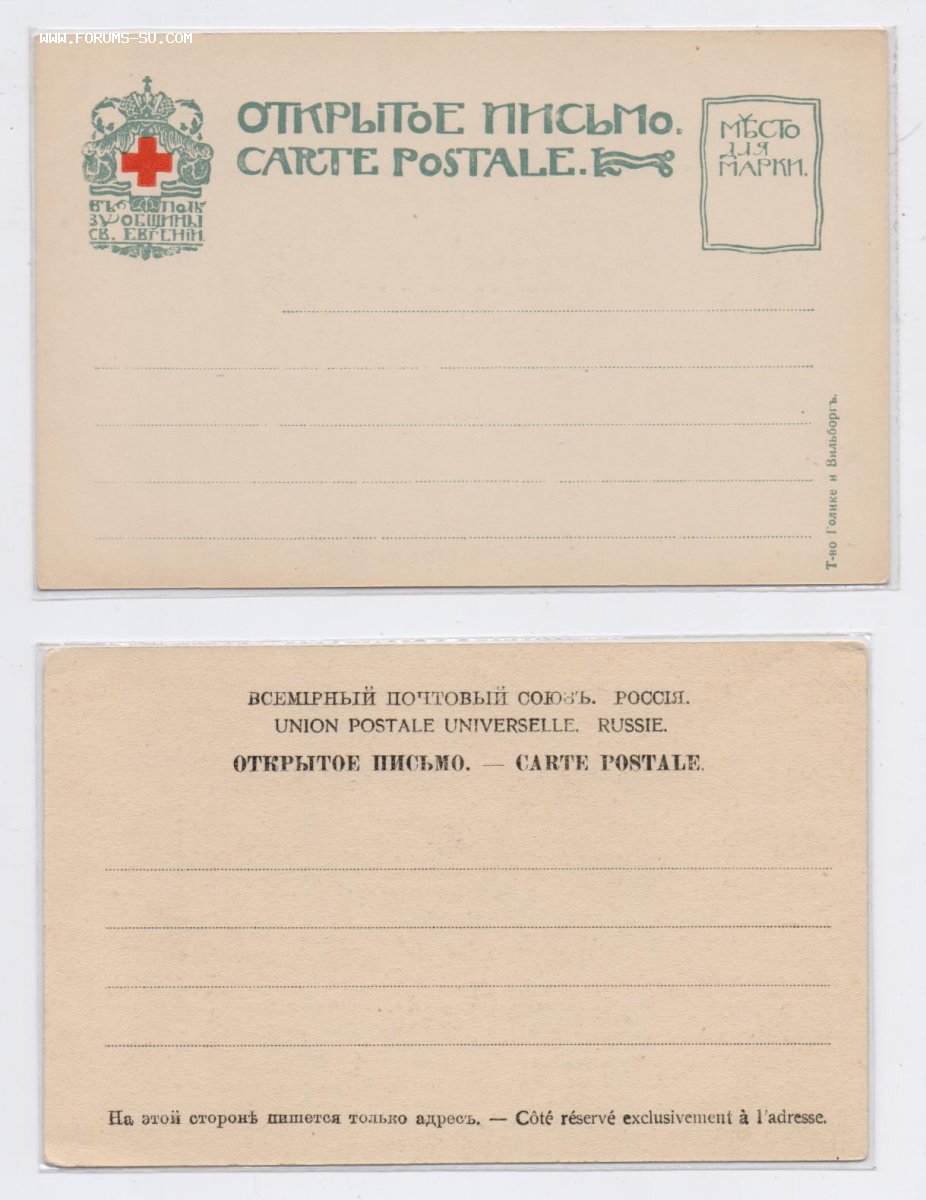 WWW.FORUMS-SU.COM
ОТКРЫТОЕ ПИСЬМО.
CARTE POSTALE.
МѢСТО
ДЛЯ
МАРКИ.
ВЪ ПОЛЬ
ЗУ ОБЩИНЫ
СВ. ЕВГЕНІИ.
Т-во Голике и Вильборгъ.
ВСЕМІРНЫЙ ПОЧТОВЫЙ СОЮЗЪ. РОССІЯ.
UNION POSTALE UNIVERSELLE. RUSSIE.
ОТКРЫТОЕ ПИСЬМО. — CARTE POSTALE.
На этой сторонѣ пишется только адресъ. — Côté réservé exclusivement à l'adresse.